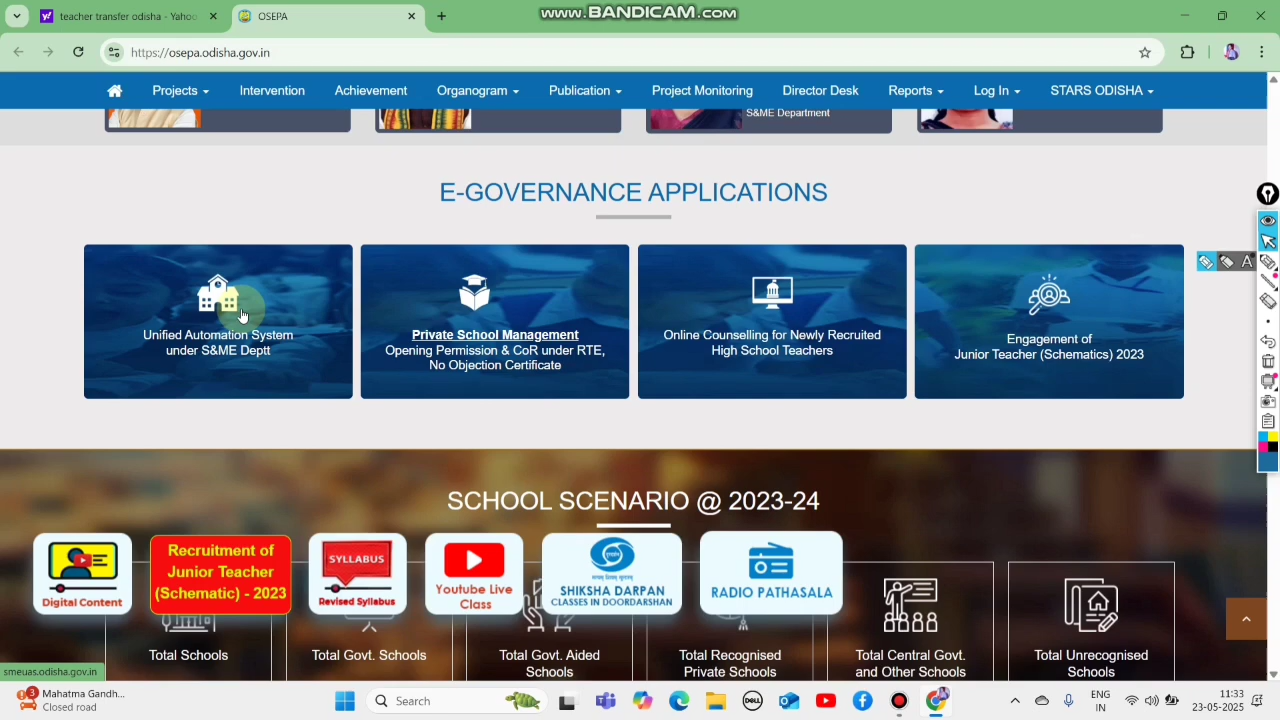 www.BANDICAM.com
teacher transfer odisha - Yahoo
OSEPA
https://osepa.odisha.gov.in
Projects
Intervention
Achievement
Organogram
Publication
Project Monitoring
Director Desk
Reports
Log In
STARS ODISHA
S&ME Department
E-GOVERNANCE APPLICATIONS
Unified Automation System
under S&ME Deptt
Private School Management
Opening Permission & CoR under RTE,
No Objection Certificate
Online Counselling for Newly Recruited
High School Teachers
Engagement of
Junior Teacher (Schematics) 2023
A
SCHOOL SCENARIO @ 2023-24
Digital Content
Recruitment of
Junior Teacher
(Schematic) - 2023
SYLLABUS
Revised Syllabus
Youtube Live
Class
SHIKSHA DARPAN
CLASSES IN DOORDARSHAN
RADIO PATHASALA
Total Schools
Total Govt. Schools
Total Govt. Aided
Schools
Total Recognised
Private Schools
Total Central Govt.
and Other Schools
Total Unrecognised
Schools
smeuas.odisha.gov.in
3
Mahatma Gandh...
Closed road
Search
DELL
ENG
IN
11:33
23-05-2025